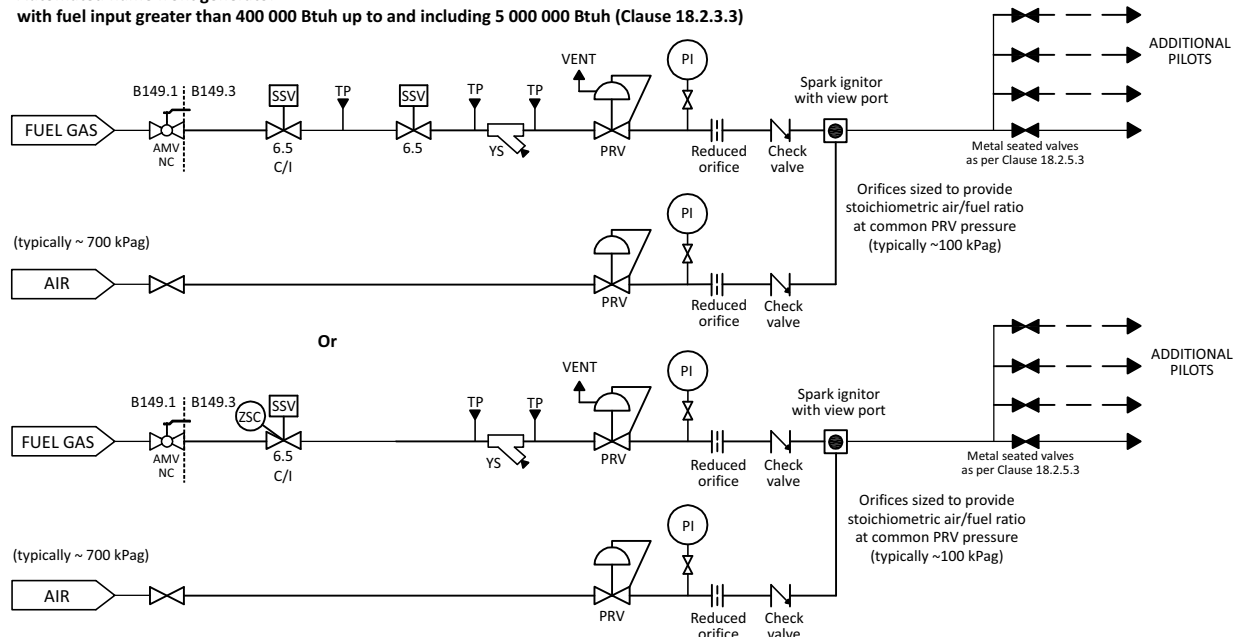 with fuel input greater than 400 000 Btuh up to and including 5 000 000 Btuh (Clause 18.2.3.3)
VENT
PI
ADDITIONAL
PILOTS
B149.1
B149.3
SSV
TP
SSV
TP
TP
Spark ignitor
with view port
FUEL GAS
AMV
NC
6.5
C/I
6.5
YS
PRV
Reduced
orifice
Check
valve
Metal seated valves
as per Clause 18.2.5.3
PI
Orifices sized to provide
stoichiometric air/fuel ratio
at common PRV pressure
(typically ~100 kPag)
(typically ~ 700 kPag)
AIR
PRV
Reduced
orifice
Check
valve
Or
VENT
PI
ADDITIONAL
PILOTS
B149.1
B149.3
ZSC
SSV
TP
TP
Spark ignitor
with view port
FUEL GAS
AMV
NC
6.5
C/I
YS
PRV
Reduced
orifice
Check
valve
Metal seated valves
as per Clause 18.2.5.3
PI
Orifices sized to provide
stoichiometric air/fuel ratio
at common PRV pressure
(typically ~100 kPag)
(typically ~ 700 kPag)
AIR
PRV
Reduced
orifice
Check
valve